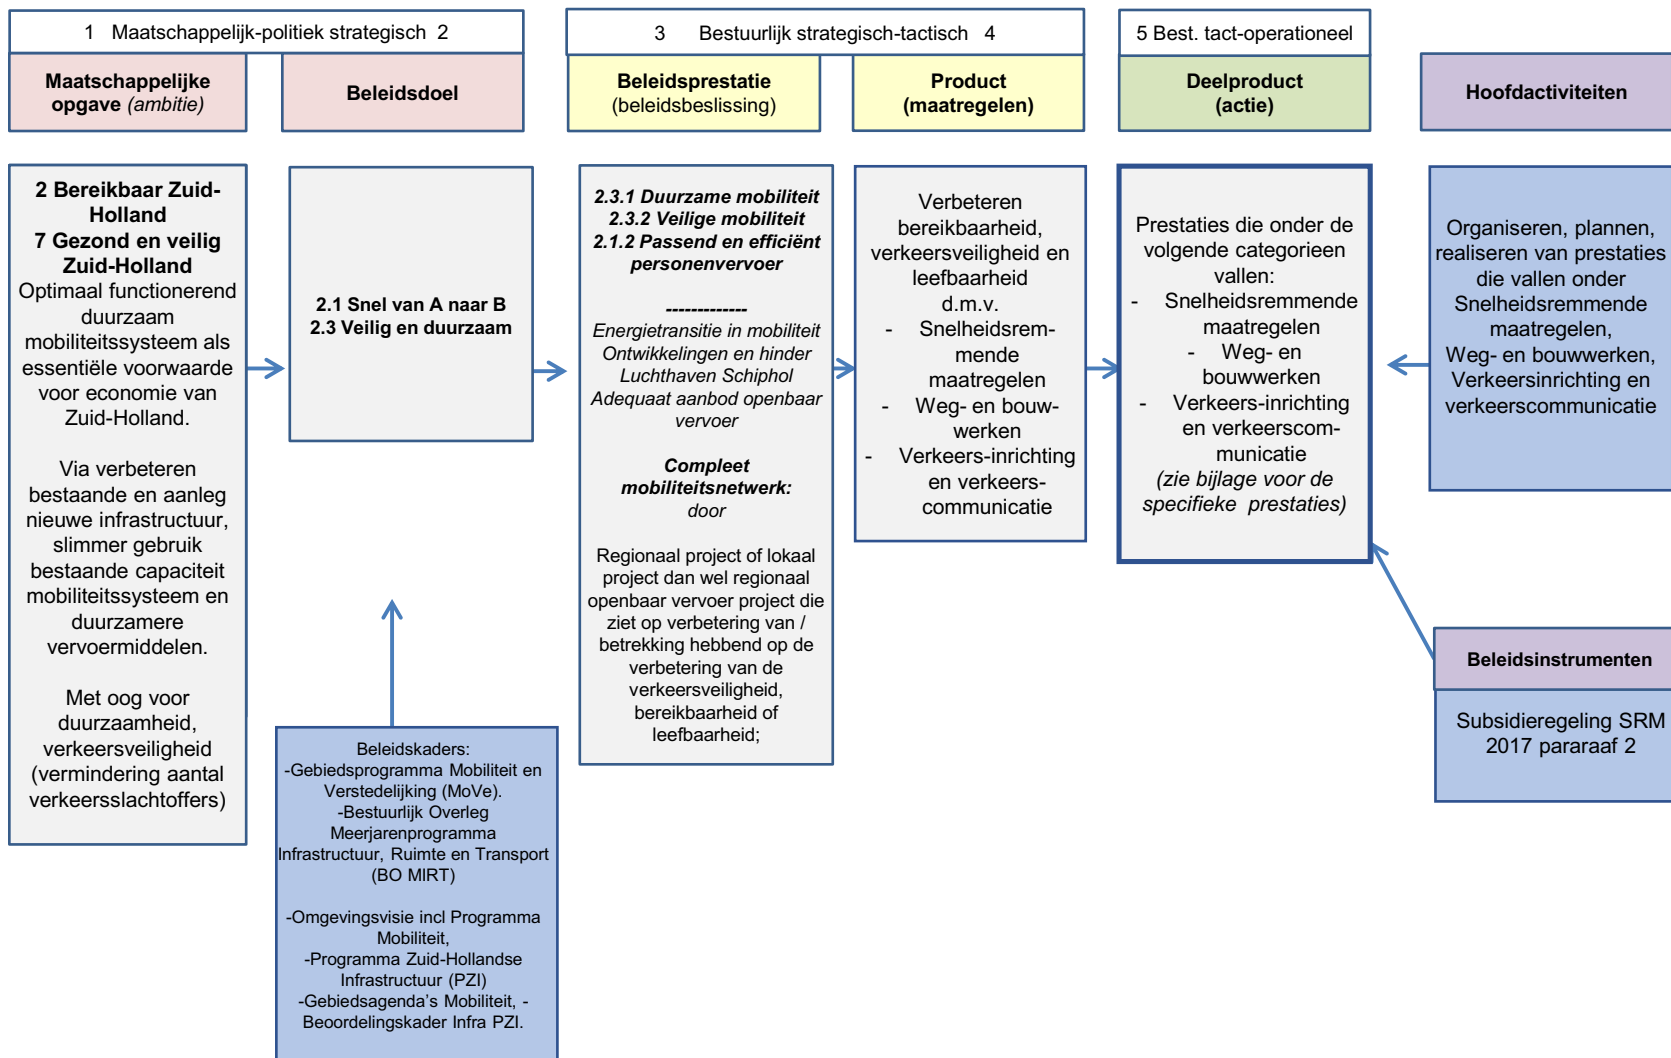 1 Maatschappelijk-politiek strategisch 2
3 Bestuurlijk strategisch-tactisch 4
5 Best. tact-operationeel
Maatschappelijke
opgave (ambitie)
Beleidsdoel
Beleidsprestatie
(beleidsbeslissing)
Product
(maatregelen)
Deelproduct
(actie)
Hoofdactiviteiten
2 Bereikbaar Zuid-
Holland
7 Gezond en veilig
Zuid-Holland
Optimaal functionerend
duurzaam
mobiliteitssysteem als
essentiële voorwaarde
voor economie van
Zuid-Holland.
Via verbeteren
bestaande en aanleg
nieuwe infrastructuur,
slimmer gebruik
bestaande capaciteit
mobiliteitssysteem en
duurzamere
vervoermiddelen.
Met oog voor
duurzaamheid,
verkeersveiligheid
(vermindering aantal
verkeersslachtoffers)
2.1 Snel van A naar B
2.3 Veilig en duurzaam
Beleidskaders:
-Gebiedsprogramma Mobiliteit en
Verstedelijking (MoVe).
-Bestuurlijk Overleg
Meerjarenprogramma
Infrastructuur, Ruimte en Transport
(BO MIRT)
-Omgevingsvisie incl Programma
Mobiliteit,
-Programma Zuid-Hollandse
Infrastructuur (PZI)
-Gebiedsagenda's Mobiliteit, -
Beoordelingskader Infra PZI.
2.3.1 Duurzame mobiliteit
2.3.2 Veilige mobiliteit
2.1.2 Passend en efficiënt
personenvervoer
-------------
Energietransitie in mobiliteit
Ontwikkelingen en hinder
Luchthaven Schiphol
Adequaat aanbod openbaar
vervoer
Compleet
mobiliteitsnetwerk:
door
Regionaal project of lokaal
project dan wel regionaal
openbaar vervoer project die
ziet op verbetering van /
betrekking hebbend op de
verbetering van de
verkeersveiligheid,
bereikbaarheid of
leefbaarheid;
Verbeteren
bereikbaarheid,
verkeersveiligheid en
leefbaarheid
d.m.v.
- Snelheidsrem-
mende
maatregelen
- Weg- en bouw-
werken
- Verkeers-inrichting
en verkeers-
communicatie
Prestaties die onder de
volgende categorieen
vallen:
- Snelheidsremmende
maatregelen
- Weg- en
bouwwerken
- Verkeers-inrichting
en verkeerscom-
municatie
(zie bijlage voor de
specifieke prestaties)
Organiseren, plannen,
realiseren van prestaties
die vallen onder
Snelheidsremmende
maatregelen,
Weg- en bouwwerken,
Verkeersinrichting en
verkeerscommunicatie
Beleidsinstrumenten
Subsidieregeling SRM
2017 pararaaf 2